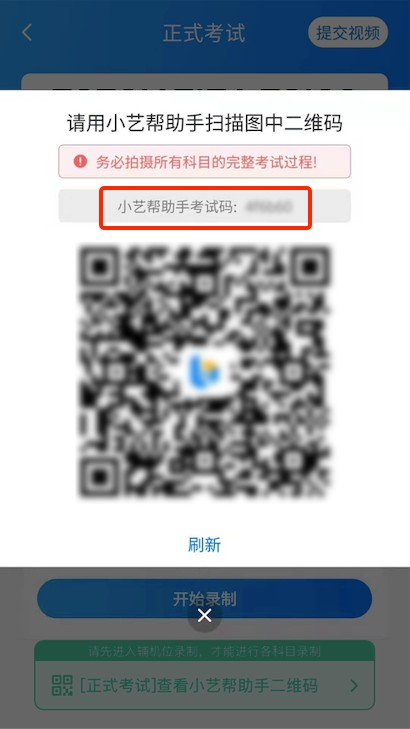 正式考试
提交视频
请用小艺帮助手扫描图中二维码
务必拍摄所有科目的完整考试过程!
小艺帮助手考试码:
刷新
开始录制
请先进入辅机位录制，才能进行各科目录制
[正式考试]查看小艺帮助手二维码